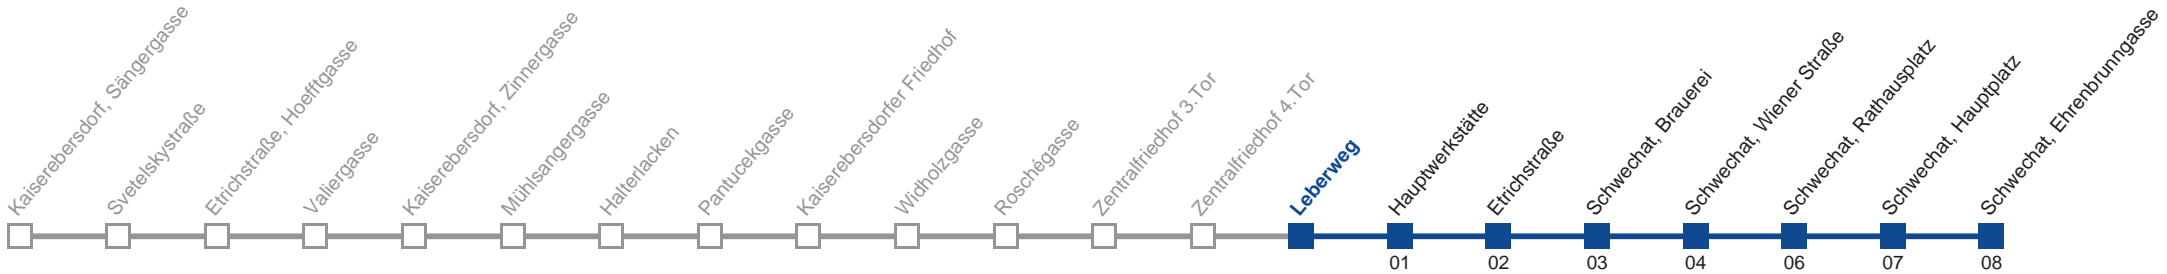 Kaiserebersdorf, Sängergasse
Svetelskystraße
Etrichstraße, Hoefftgasse
Valiergasse
Kaiserebersdorf, Zinnergasse
Mühlsangergasse
Halterlacken
Pantucekgasse
Kaiserebersdorfer Friedhof
Widholzgasse
Roschégasse
Zentralfriedhof 3.Tor
Zentralfriedhof 4.Tor
Leberweg
Hauptwerkstätte
Etrichstraße
Schwechat, Brauerei
Schwechat, Wiener Straße
Schwechat, Rathausplatz
Schwechat, Hauptplatz
Schwechat, Ehrenbrunngasse
01 02 03 04 06 07 08